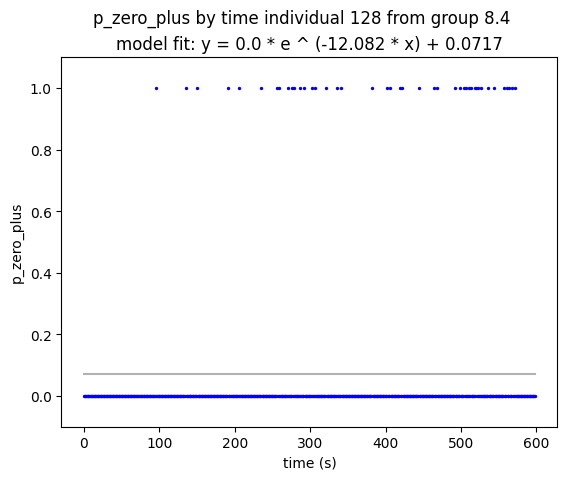 p_zero_plus by time individual 128 from group 8.4
model fit: y = 0.0 * e ^ (-12.082 * x) + 0.0717
1.0
0.8
0.6
0.4
0.2
0.0
p_zero_plus
0 100 200 300 400 500 600
time (s)